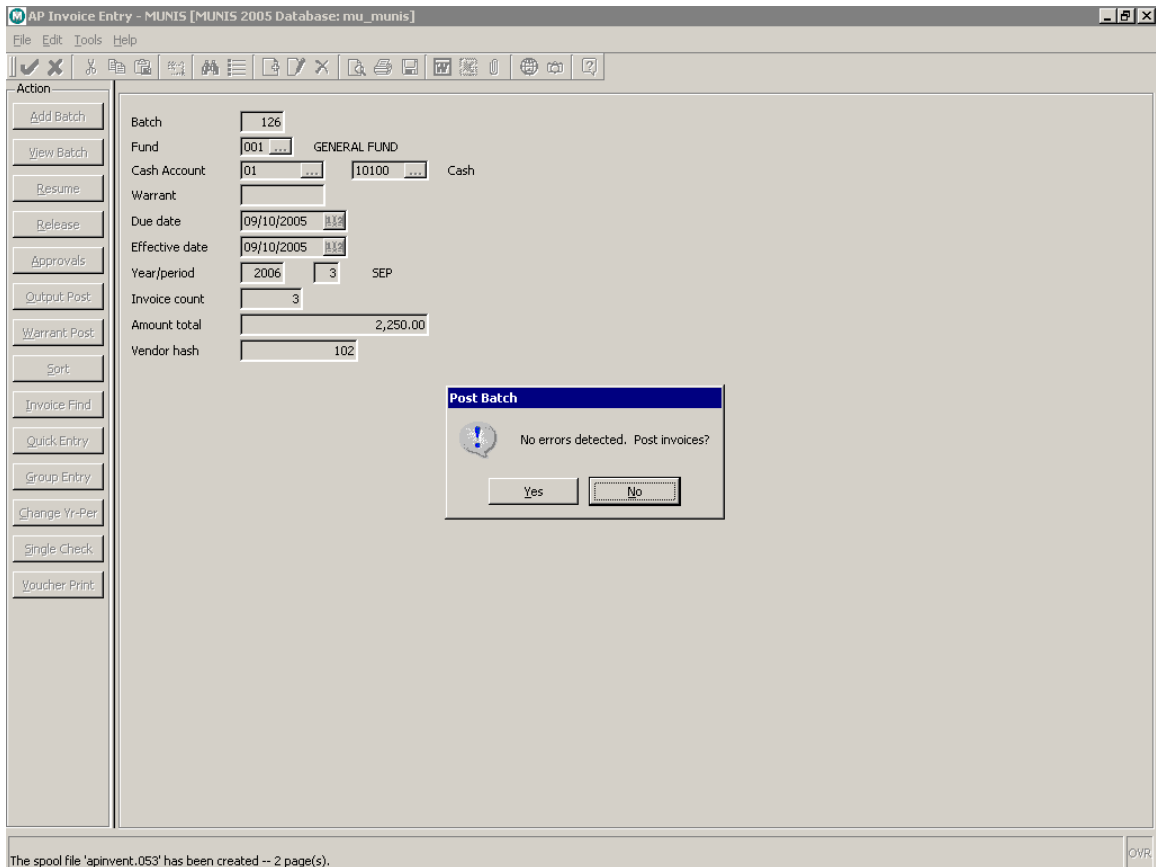 AP Invoice Entry - MUNIS [MUNIS 2005 Database: mu_munis]
File Edit Tools Help
Action
Add Batch
View Batch
Resume
Release
Approvals
Output Post
Warrant Post
Sort
Invoice Find
Quick Entry
Group Entry
Change Yr-Per
Single Check
Voucher Print
Batch 126
Fund 001 ... GENERAL FUND
Cash Account 01 ... 10100 ... Cash
Warrant
Due date 09/10/2005
Effective date 09/10/2005
Year/period 2006 3 SEP
Invoice count 3
Amount total 2,250.00
Vendor hash 102
Post Batch
No errors detected. Post invoices?
Yes No
The spool file 'apinvent.053' has been created -- 2 page(s).
OVR